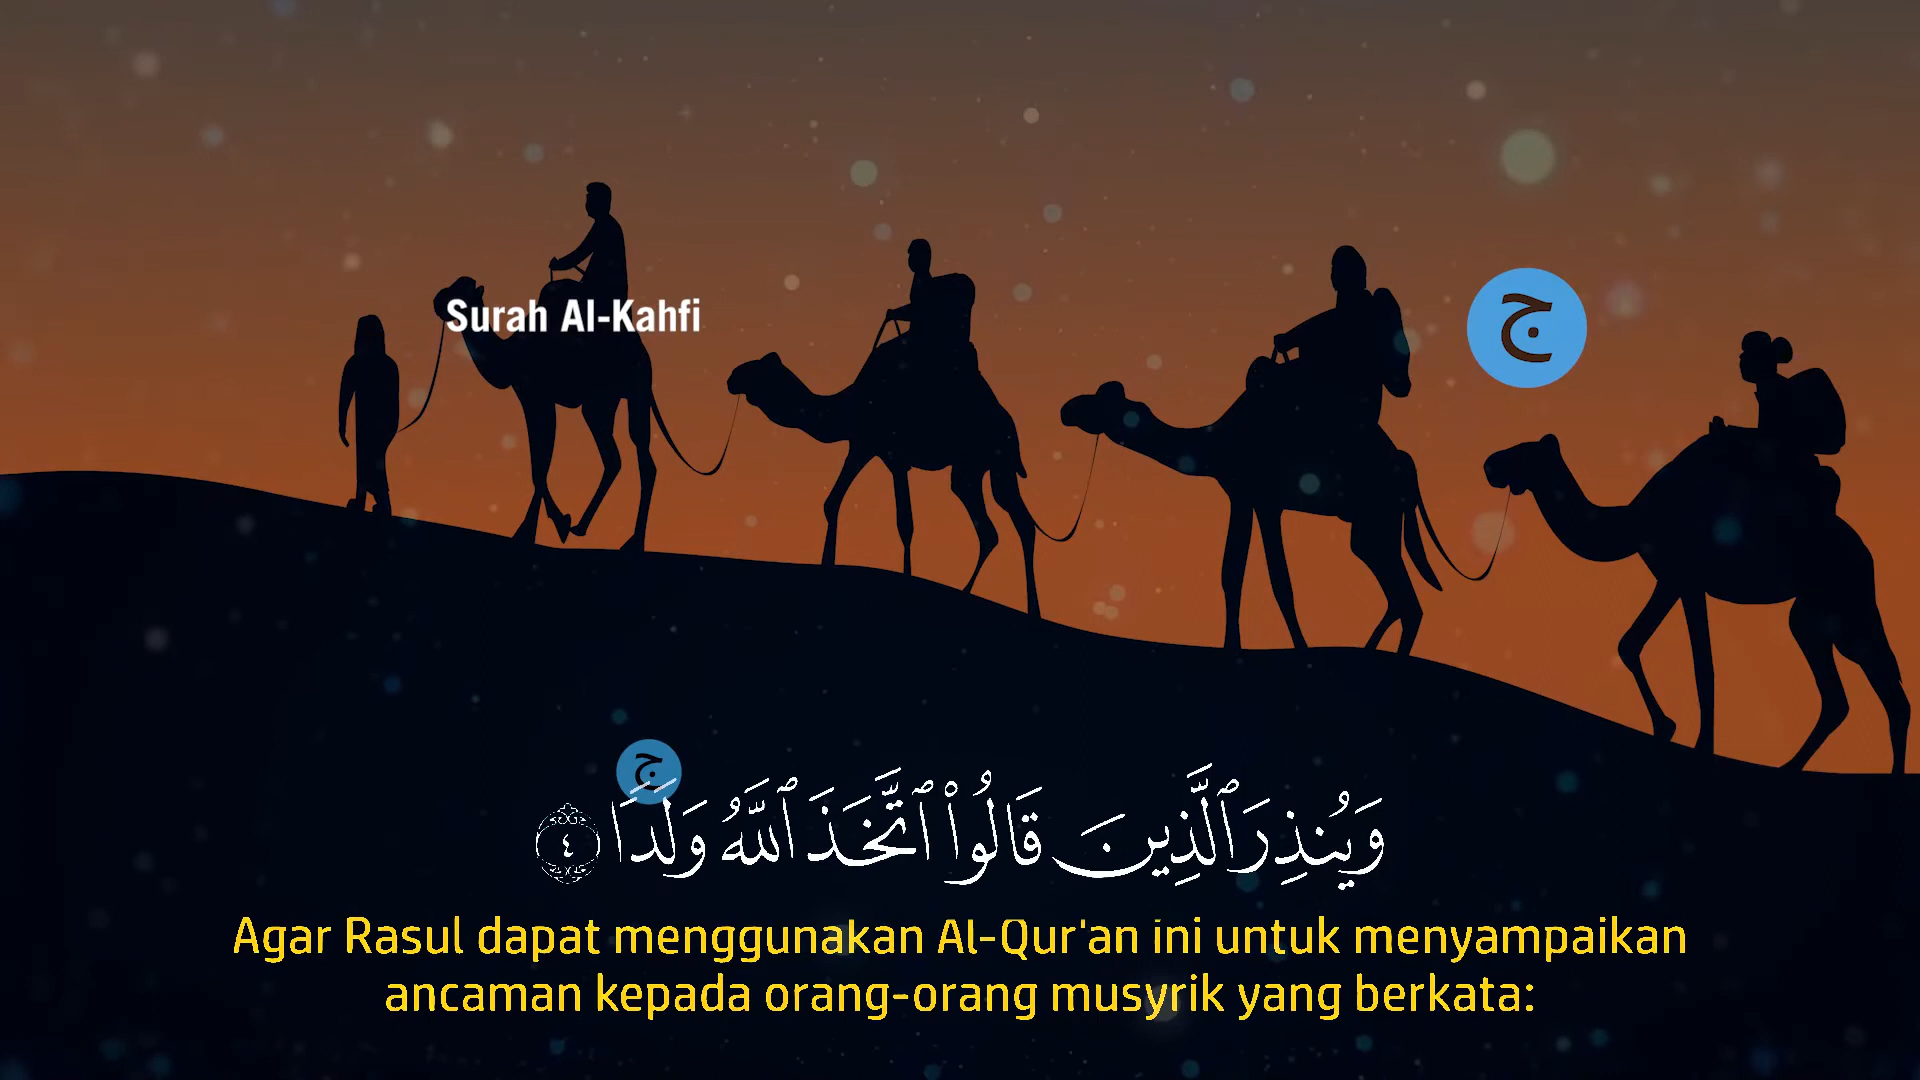 Surah Al-Kahfi
ج
ج
وَيُنذِرَ ٱلَّذِينَ قَالُوا۟ ٱتَّخَذَ ٱللَّهُ وَلَدًا ٤
Agar Rasul dapat menggunakan Al-Qur'an ini untuk menyampaikan
ancaman kepada orang-orang musyrik yang berkata: